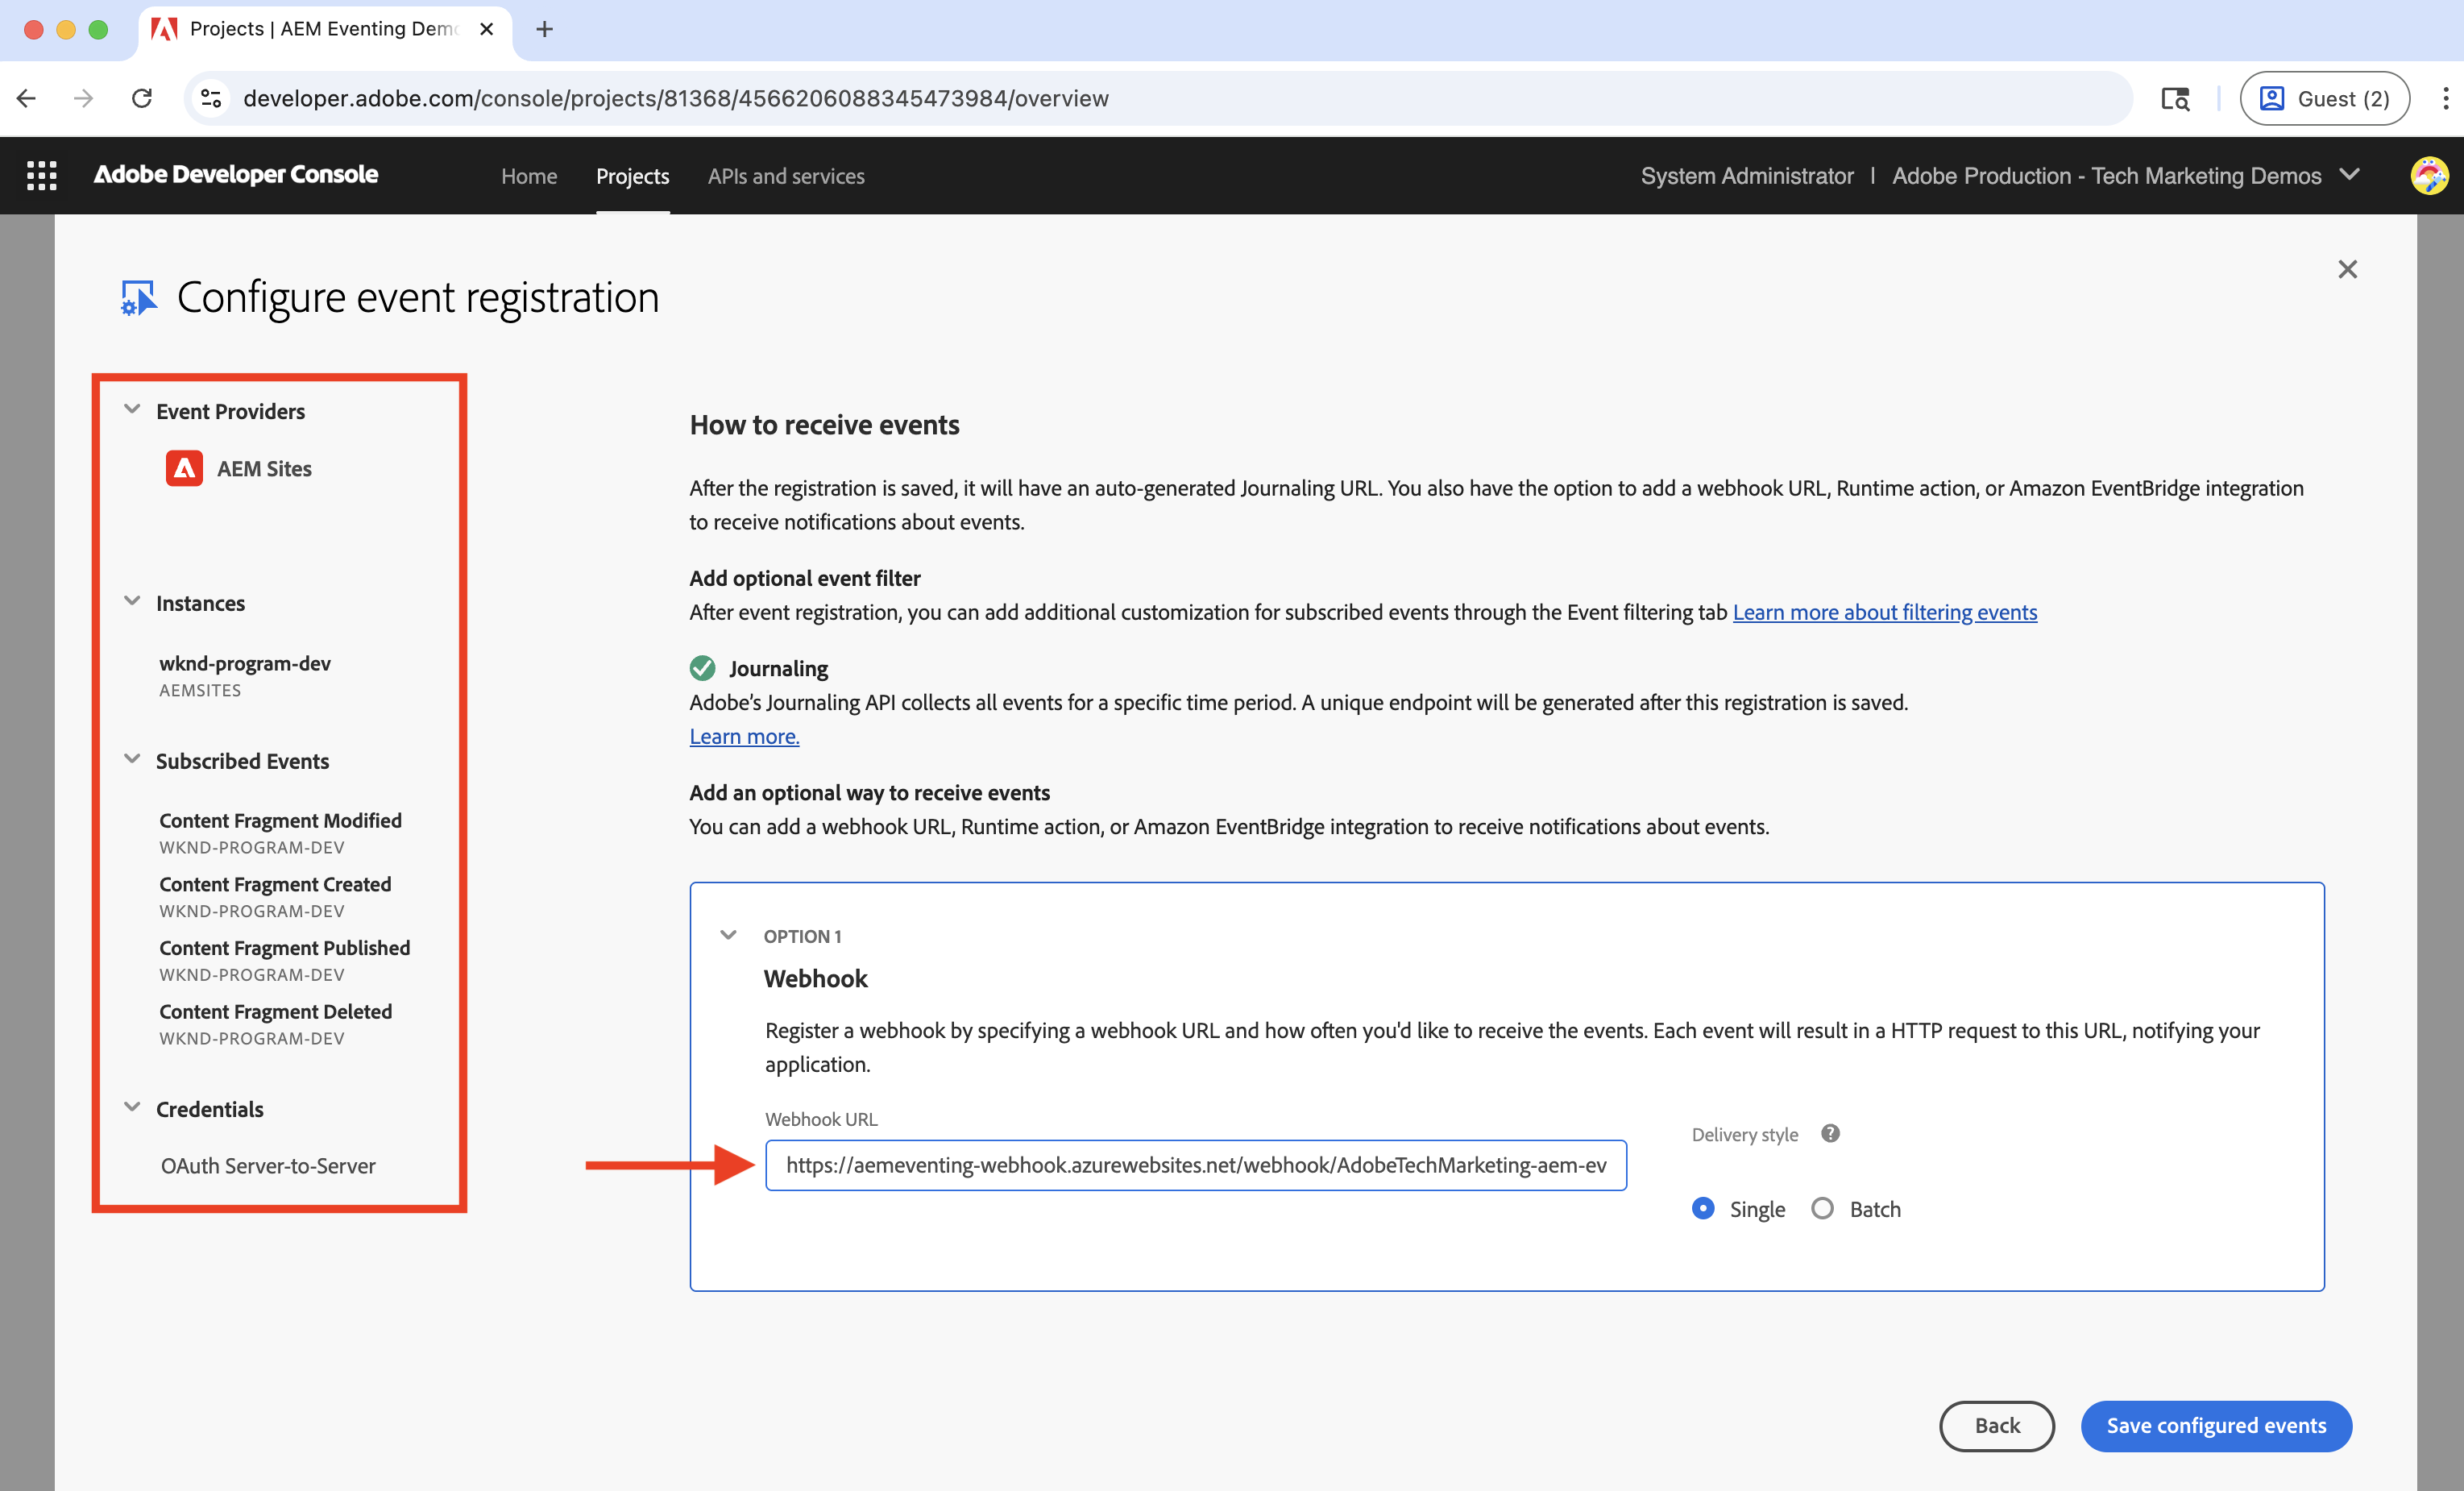 Projects | AEM Eventing Dem
developer.adobe.com/console/projects/81368/4566206088345473984/overview
Guest (2)
Adobe Developer Console
Home
Projects
APIs and services
System Administrator | Adobe Production - Tech Marketing Demos
Configure event registration
Event Providers
AEM Sites
Instances
wknd-program-dev
AEMSITES
Subscribed Events
Content Fragment Modified
WKND-PROGRAM-DEV
Content Fragment Created
WKND-PROGRAM-DEV
Content Fragment Published
WKND-PROGRAM-DEV
Content Fragment Deleted
WKND-PROGRAM-DEV
Credentials
OAuth Server-to-Server
How to receive events
After the registration is saved, it will have an auto-generated Journaling URL. You also have the option to add a webhook URL, Runtime action, or Amazon EventBridge integration
to receive notifications about events.
Add optional event filter
After event registration, you can add additional customization for subscribed events through the Event filtering tab Learn more about filtering events
Journaling
Adobe’s Journaling API collects all events for a specific time period. A unique endpoint will be generated after this registration is saved.
Learn more.
Add an optional way to receive events
You can add a webhook URL, Runtime action, or Amazon EventBridge integration to receive notifications about events.
OPTION 1
Webhook
Register a webhook by specifying a webhook URL and how often you'd like to receive the events. Each event will result in a HTTP request to this URL, notifying your
application.
Webhook URL
https://aemeventing-webhook.azurewebsites.net/webhook/AdobeTechMarketing-aem-ev
Delivery style
Single
Batch
Back
Save configured events